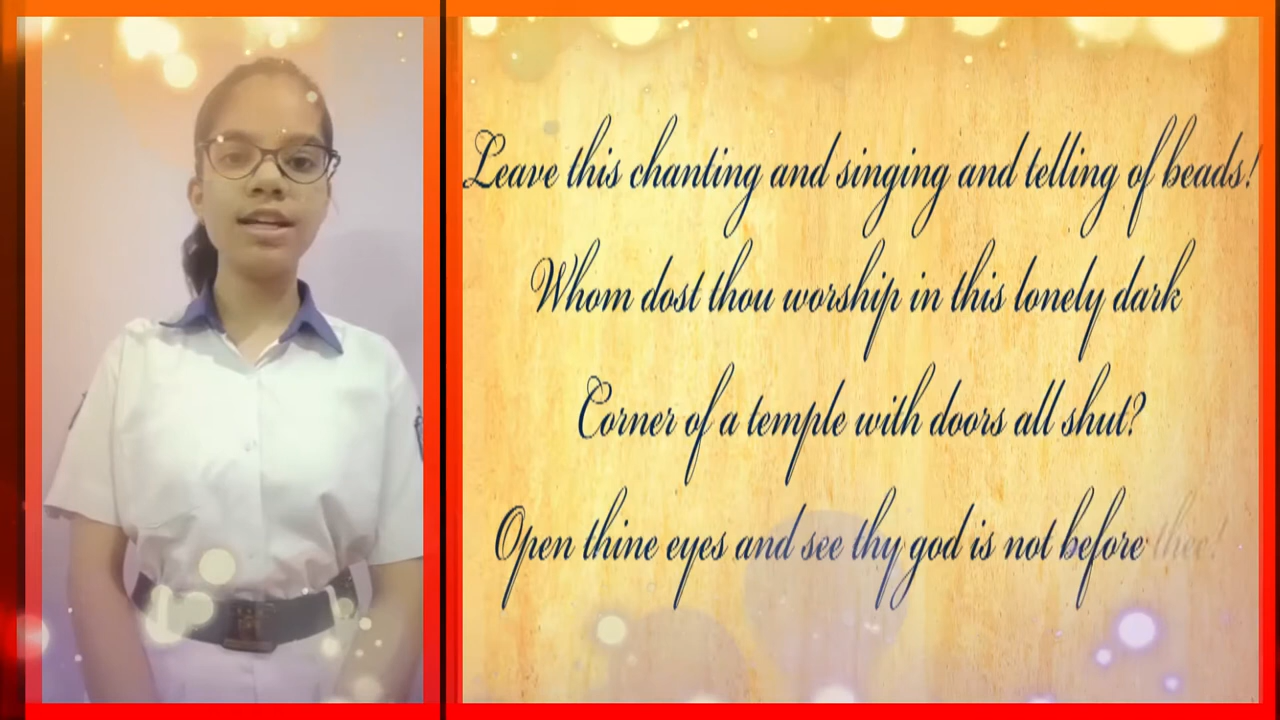 Leave this chanting and singing and telling of beads!
Whom dost thou worship in this lonely dark
Corner of a temple with doors all shut?
Open thine eyes and see thy god is not before thee!